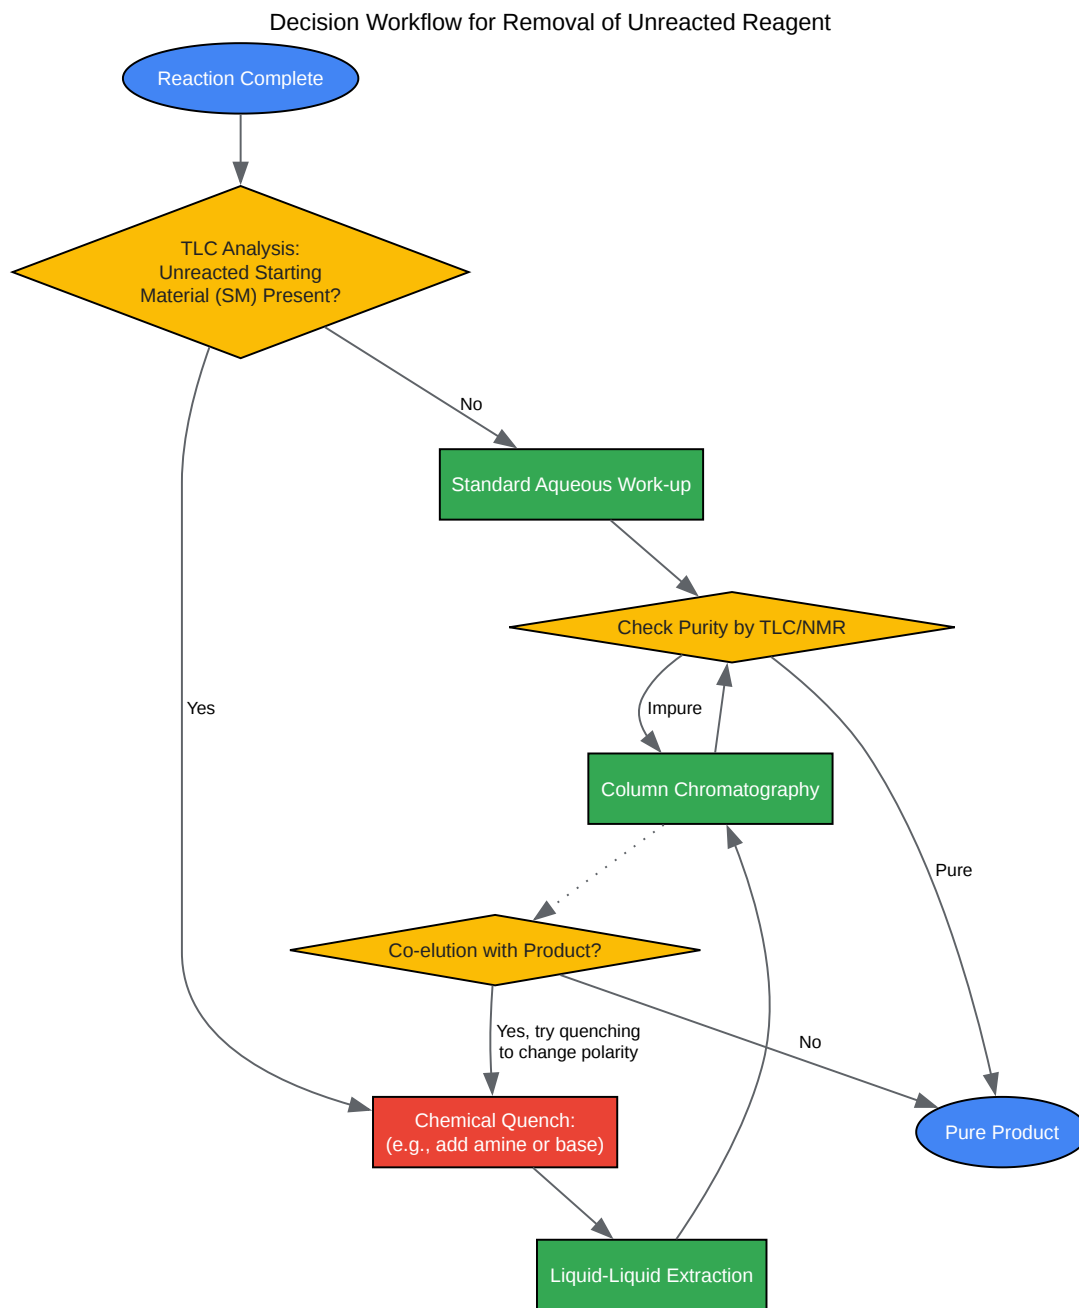 Decision Workflow for Removal of Unreacted Reagent
Reaction Complete
TLC Analysis:
Unreacted Starting
Material (SM) Present?
No
Standard Aqueous Work-up
Check Purity by TLC/NMR
Yes
Impure
Column Chromatography
Pure
Co-elution with Product?
Yes, try quenching
to change polarity
No
Chemical Quench:
(e.g., add amine or base)
Pure Product
Liquid-Liquid Extraction